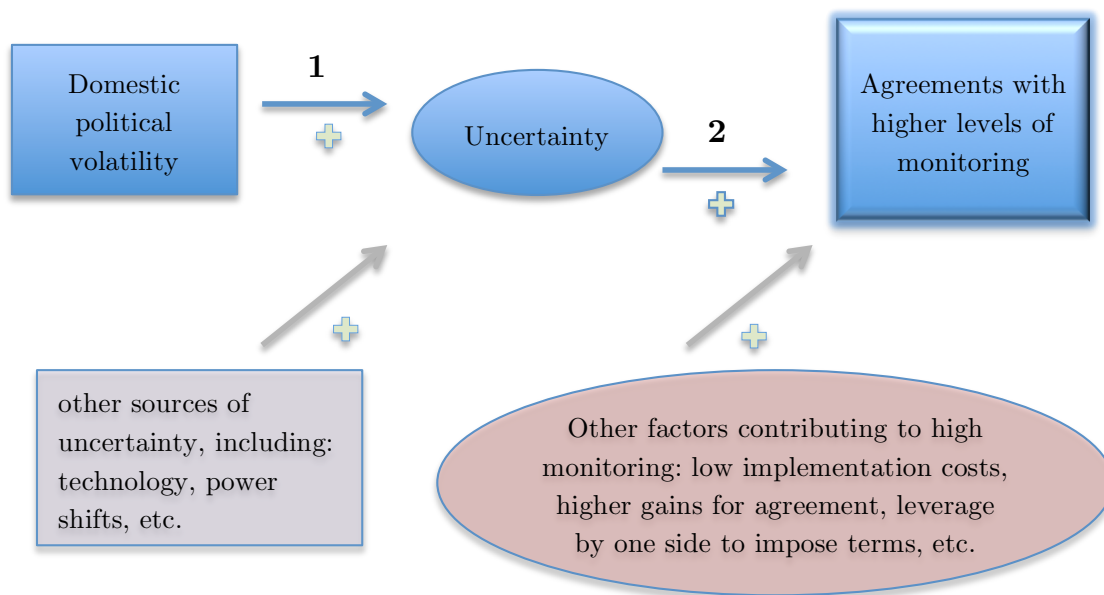 Domestic
political
volatility
1
Uncertainty
2
Agreements with
higher levels of
monitoring
other sources of
uncertainty, including:
technology, power
shifts, etc.
Other factors contributing to high
monitoring: low implementation costs,
higher gains for agreement, leverage
by one side to impose terms, etc.